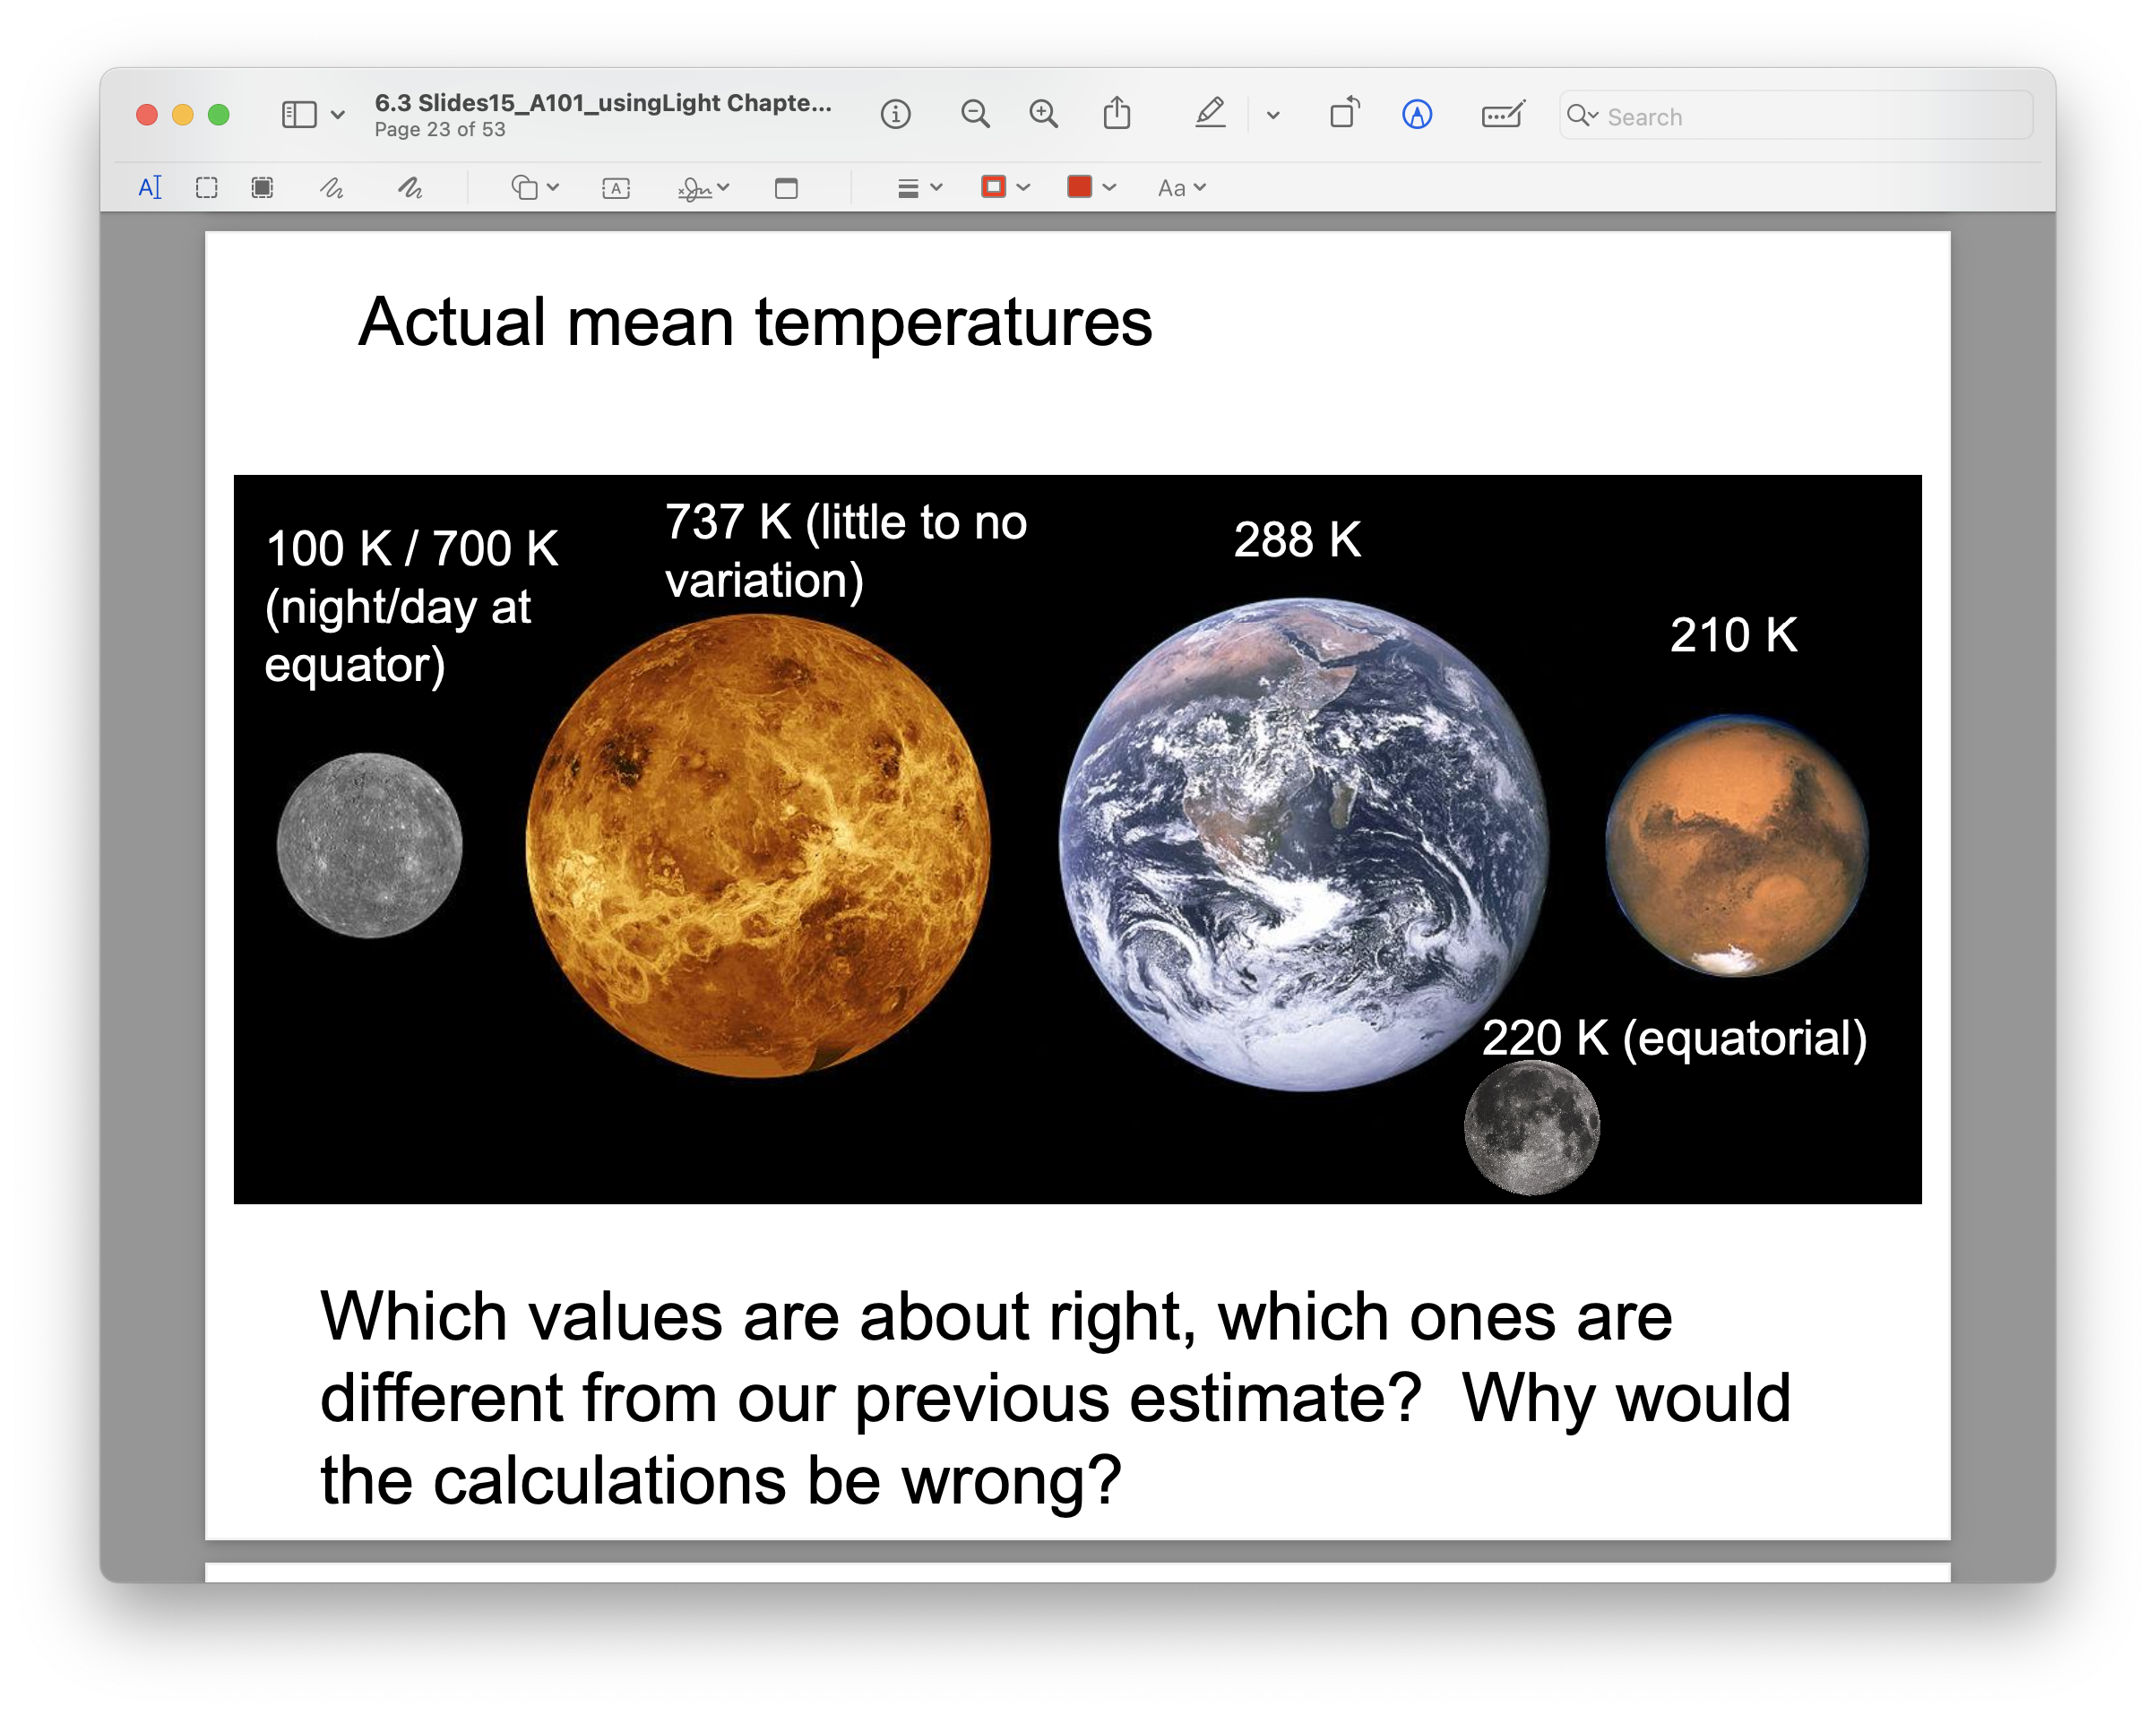 6.3 Slides15_A101_usingLight Chapte...
Page 23 of 53
Search
A
A
Aa
Actual mean temperatures
100 K / 700 K
(night/day at
equator)
737 K (little to no
variation)
288 K
210 K
220 K (equatorial)
Which values are about right, which ones are
different from our previous estimate?  Why would
the calculations be wrong?